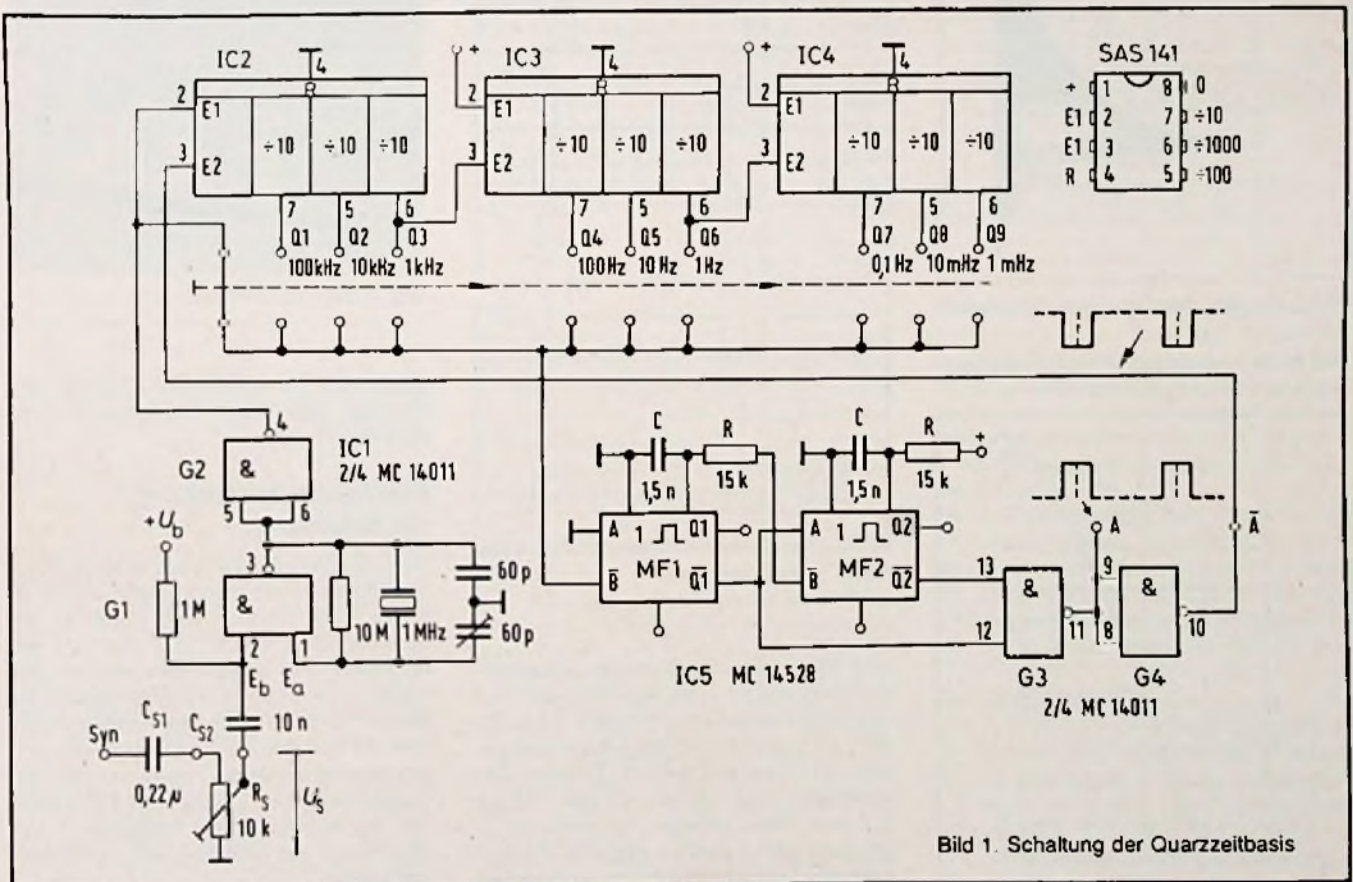 IC2
IC3
IC4
SAS 141
4
R
2
E1
3
E2
÷10
÷10
÷10
7
5
6
Q1
Q2
Q3
100kHz
10kHz
1kHz
+
4
R
2
E1
3
E2
÷10
÷10
÷10
7
5
6
Q4
Q5
Q6
100Hz
10Hz
1Hz
+
4
R
2
E1
3
E2
÷10
÷10
÷10
7
5
6
Q7
Q8
Q9
0,1Hz
10mHz
1mHz
+ 1 8 0
E1 2 7 ÷10
E1 3 6 ÷1000
R 4 5 ÷100
4
G2
&
5 6
IC1
2/4 MC 14011
+Ub
1M
3
G1
&
2 1
Eb Ea
10M
1MHz
60p
60p
10n
Syn
CS1
CS2
0,22µ
RS
10k
US
C
R
1,5n
15k
A
1
Q1
B̅
MF1
Q̅1̅
C
R
+
1,5n
15k
A
1
Q2
B̅
MF2
Q̅2̅
IC5 MC 14528
13
12
&
11
G3
A
9
8
&
10
G4
A̅
2/4 MC 14011
Bild 1. Schaltung der Quarzzeitbasis